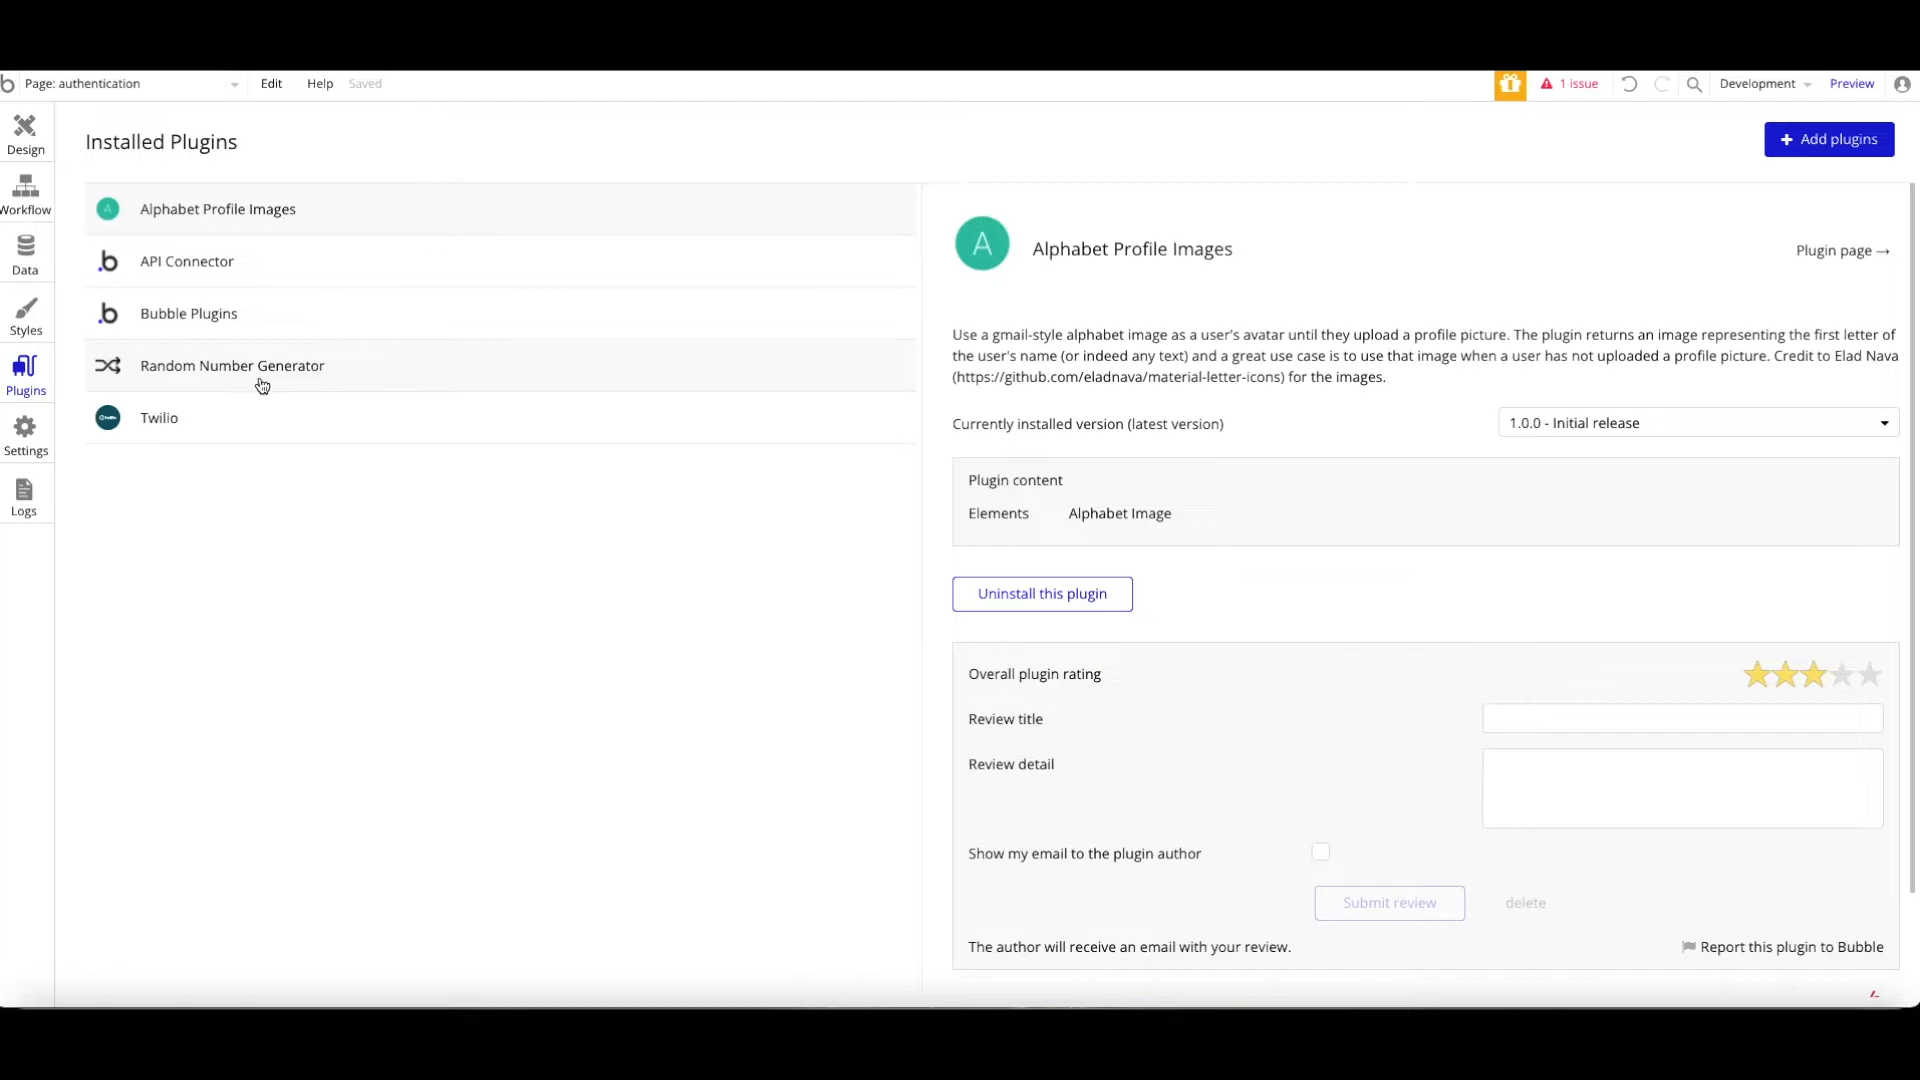 Page: authentication
Edit
Help
Saved
1 issue
Development
Preview
Design
Workflow
Data
Styles
Plugins
Settings
Logs
Installed Plugins
+ Add plugins
A Alphabet Profile Images
API Connector
Bubble Plugins
Random Number Generator
Twilio
A
Alphabet Profile Images
Plugin page →
Use a gmail-style alphabet image as a user's avatar until they upload a profile picture. The plugin returns an image representing the first letter of
the user's name (or indeed any text) and a great use case is to use that image when a user has not uploaded a profile picture. Credit to Elad Nava
(https://github.com/eladnava/material-letter-icons) for the images.
Currently installed version (latest version)
1.0.0 - Initial release
Plugin content
Elements Alphabet Image
Uninstall this plugin
Overall plugin rating
Review title
Review detail
Show my email to the plugin author
Submit review
delete
The author will receive an email with your review.
Report this plugin to Bubble